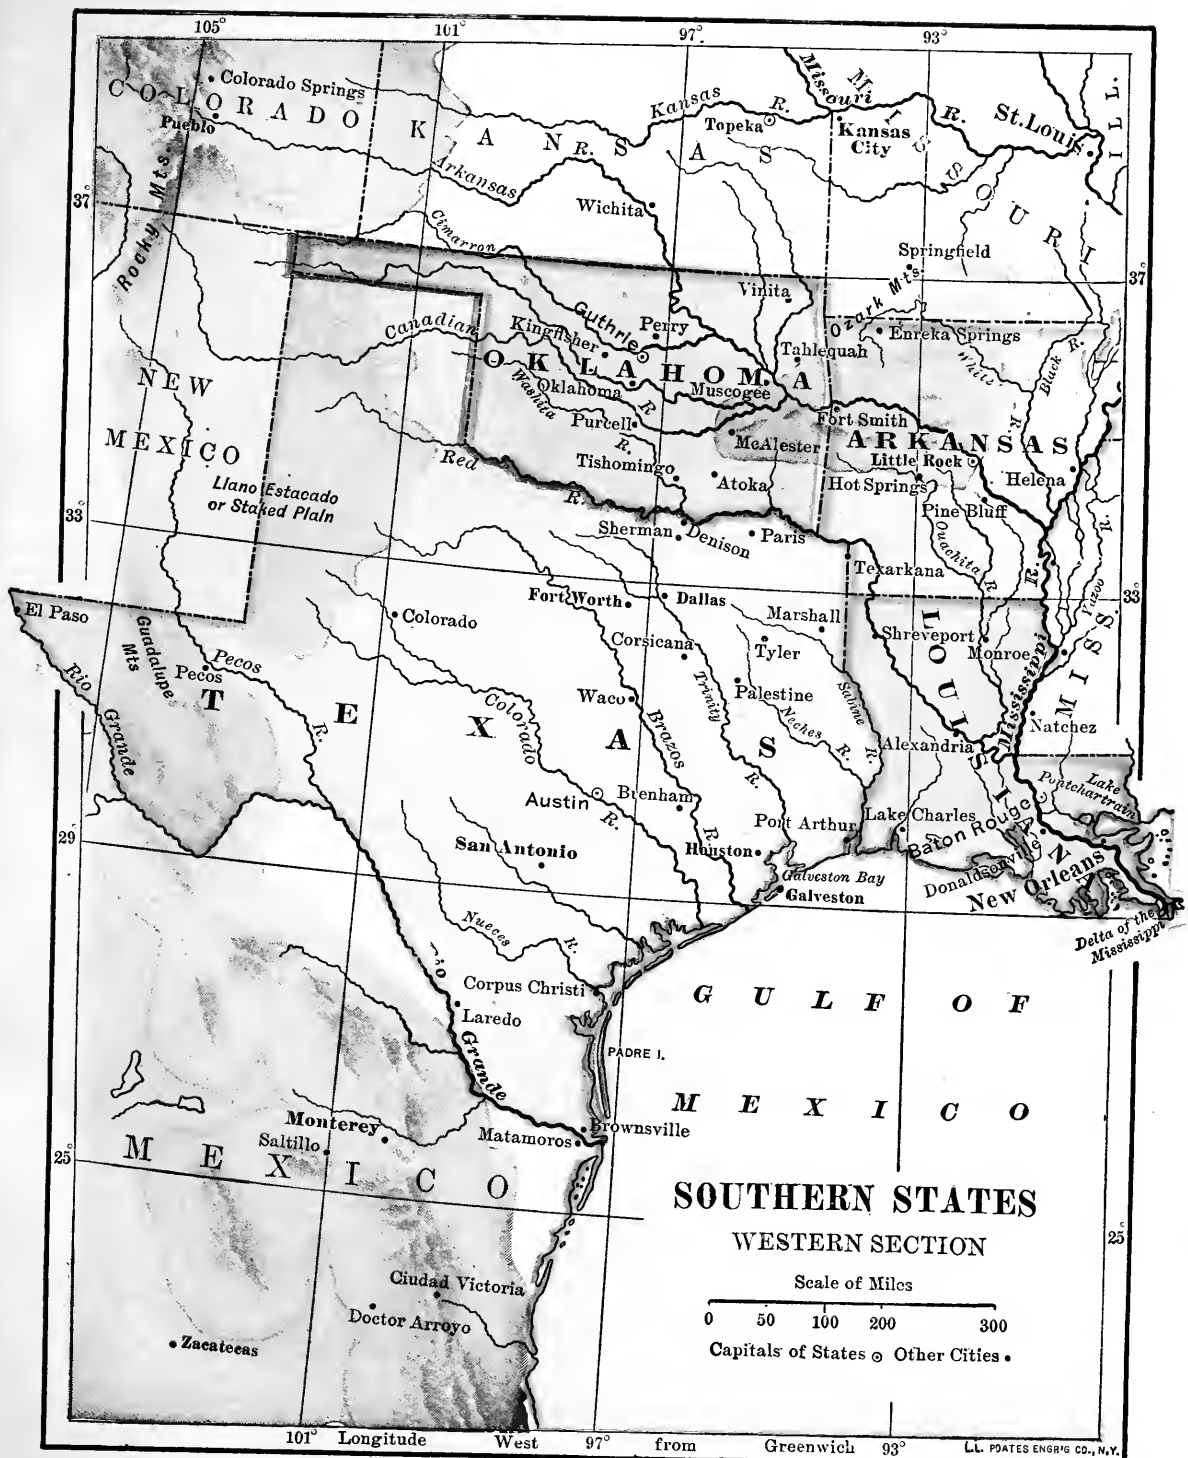 105° 101° 97° 93°
Colorado Springs
COLORADO
Pueblo
KANSAS
Kansas R.
Topeka
Missouri R.
MISSOURI
Kansas
City
St. Louis
ILL.
Arkansas R.
Wichita
37°
Rocky Mts.
Cimarron
Springfield
37°
Vinita
Ozark Mts.
Enreka Springs
Guthrie
Perry
Kingfisher
Canadian R.
Tahlequah
White R.
Black R.
OKLAHOMA
Oklahoma
Muscogee
Washita R.
Purcell
NEW
MEXICO
Fort Smith
McAlester
ARKANSAS
Little Rock
Red R.
Tishomingo
Atoka
Hot Springs
Helena
Pine Bluff
Llano Estacado
or Staked Plain
33°
Sherman
Denison
Paris
Ouachita R.
Texarkana
Yazoo R.
33°
El Paso
Guadalupe
Mts
Fort Worth
Dallas
Colorado
Marshall
Corsicana
Tyler
Shreveport
Monroe
LOUISIANA
Mississippi R.
MISS.
Pecos
Pecos R.
Rio Grande
TEXAS
Waco
Palestine
Colorado R.
Brazos R.
Trinity R.
Neches R.
Sabine R.
Natchez
Alexandria
Lake
Pontchartrain
Austin
Brenham
Port Arthur
Lake Charles
Baton Rouge
29°
San Antonio
Houston
Donaldsonville
New Orleans
Galveston Bay
Galveston
Delta of the
Mississippi
Nueces R.
Corpus Christi
Laredo
Rio Grande
GULF OF
MEXICO
PADRE I.
Brownsville
Matamoros
Monterey
Saltillo
MEXICO
25°
25°
SOUTHERN STATES
WESTERN SECTION
Scale of Miles
0 50 100 200 300
Capitals of States Other Cities
Ciudad Victoria
Doctor Arroyo
Zacatecas
101° Longitude West 97° from Greenwich 93°
L.L. POATES ENGR'G CO., N.Y.